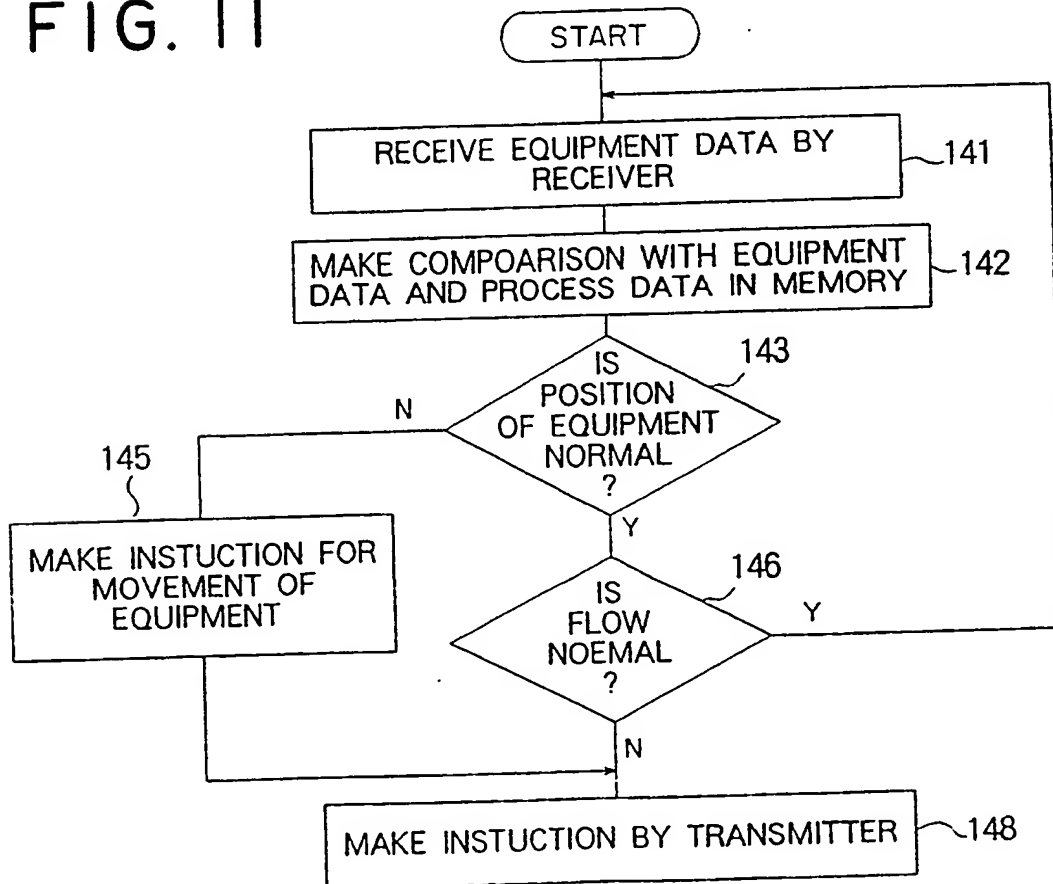 FIG. 11
START
RECEIVE EQUIPMENT DATA BY
RECEIVER
141
MAKE COMPOARISON WITH EQUIPMENT
DATA AND PROCESS DATA IN MEMORY
142
IS
POSITION
OF EQUIPMENT
NORMAL
?
143
N
Y
145
MAKE INSTUCTION FOR
MOVEMENT OF
EQUIPMENT
IS
FLOW
NOEMAL
?
146
Y
N
MAKE INSTUCTION BY TRANSMITTER
148